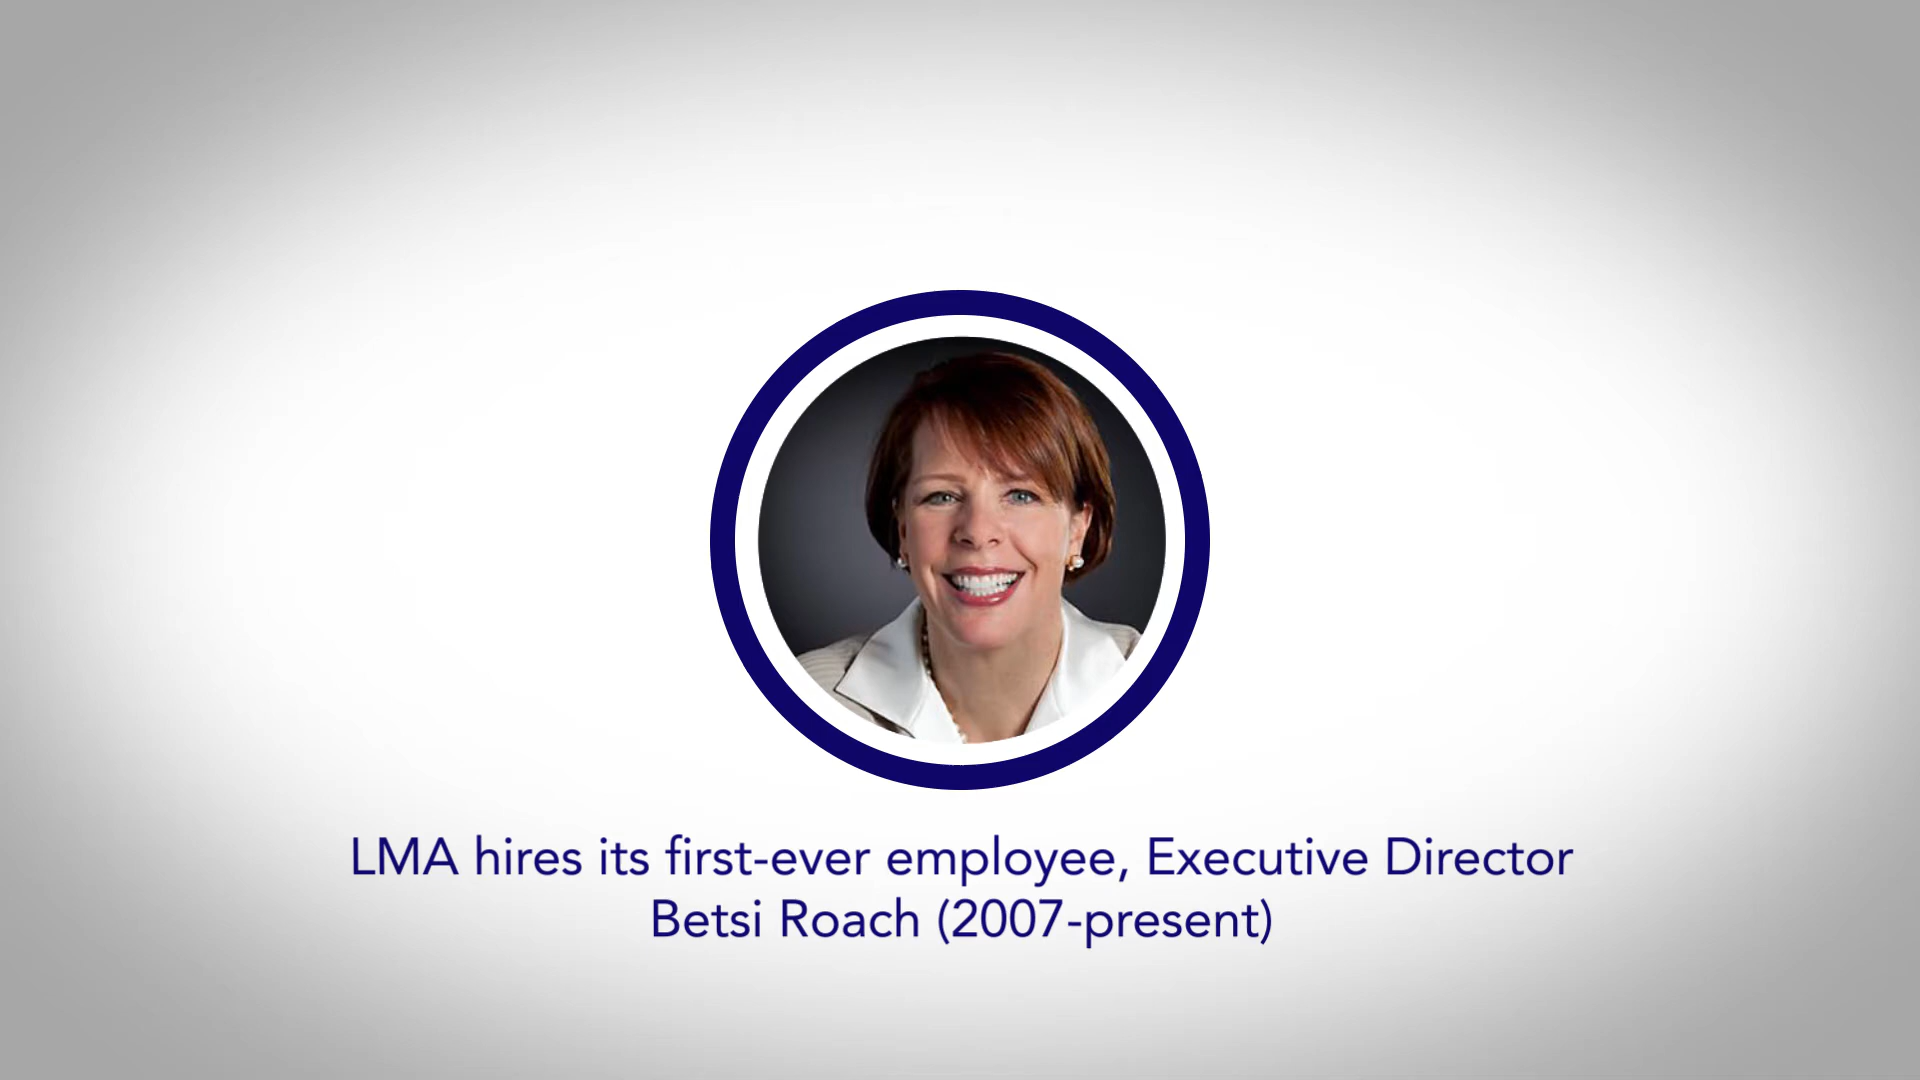 LMA hires its first-ever employee, Executive Director
Betsi Roach (2007-present)